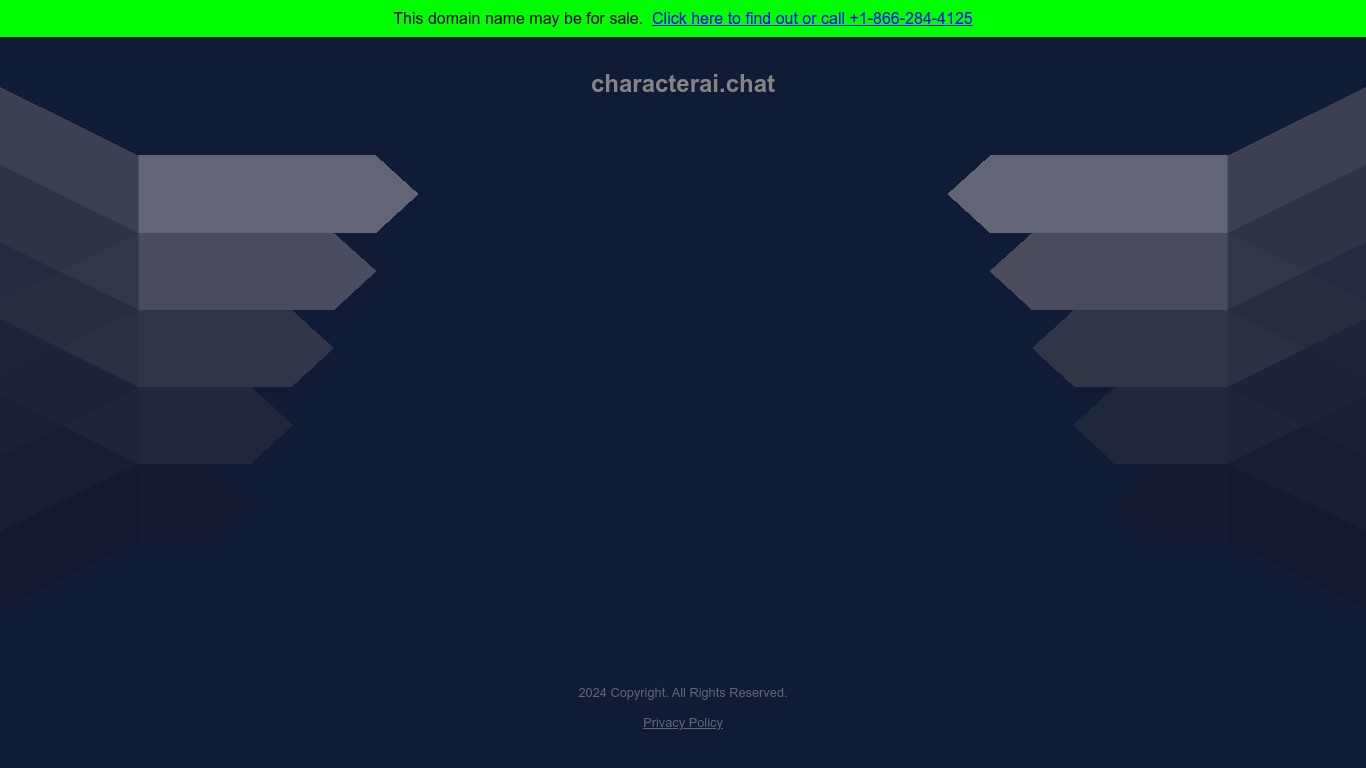 This domain name may be for sale. Click here to find out or call +1-866-284-4125
characterai.chat
2024 Copyright. All Rights Reserved.
Privacy Policy